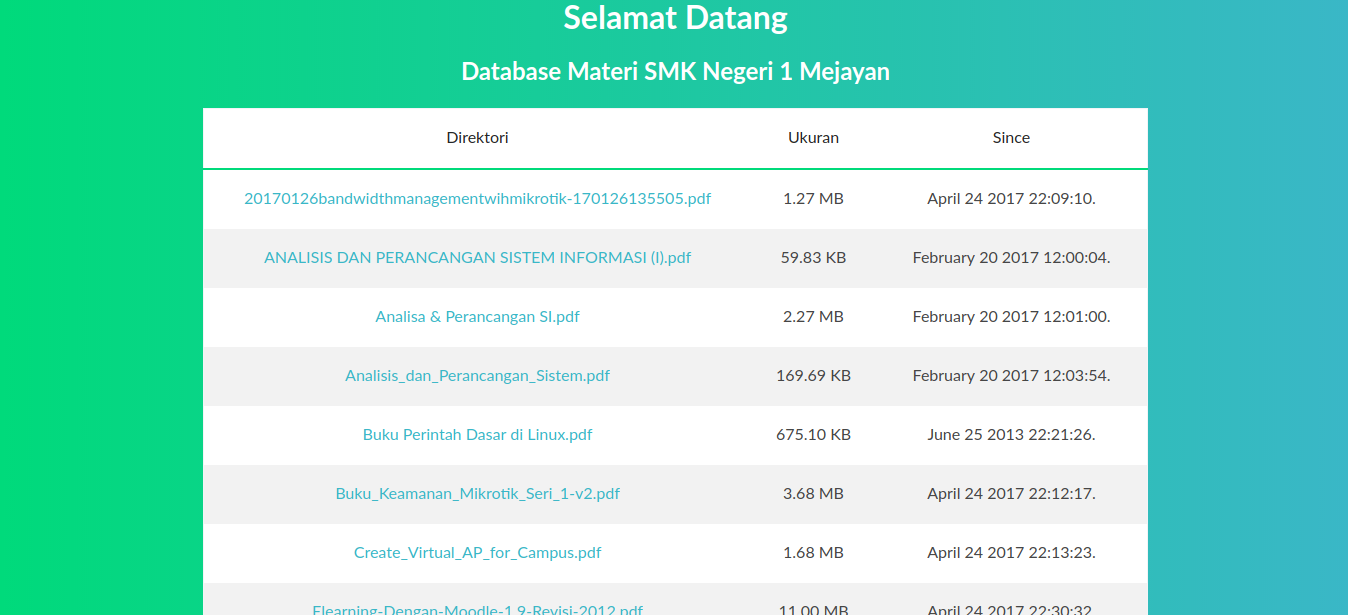 Selamat Datang
Database Materi SMK Negeri 1 Mejayan
Direktori Ukuran Since
20170126bandwidthmanagementwihmikrotik-170126135505.pdf 1.27 MB April 24 2017 22:09:10.
ANALISIS DAN PERANCANGAN SISTEM INFORMASI (I).pdf 59.83 KB February 20 2017 12:00:04.
Analisa & Perancangan SI.pdf 2.27 MB February 20 2017 12:01:00.
Analisis_dan_Perancangan_Sistem.pdf 169.69 KB February 20 2017 12:03:54.
Buku Perintah Dasar di Linux.pdf 675.10 KB June 25 2013 22:21:26.
Buku_Keamanan_Mikrotik_Seri_1-v2.pdf 3.68 MB April 24 2017 22:12:17.
Create_Virtual_AP_for_Campus.pdf 1.68 MB April 24 2017 22:13:23.
Elearning-Dengan-Moodle-1.9-Revisi-2012.pdf 11.00 MB April 24 2017 22:30:32.